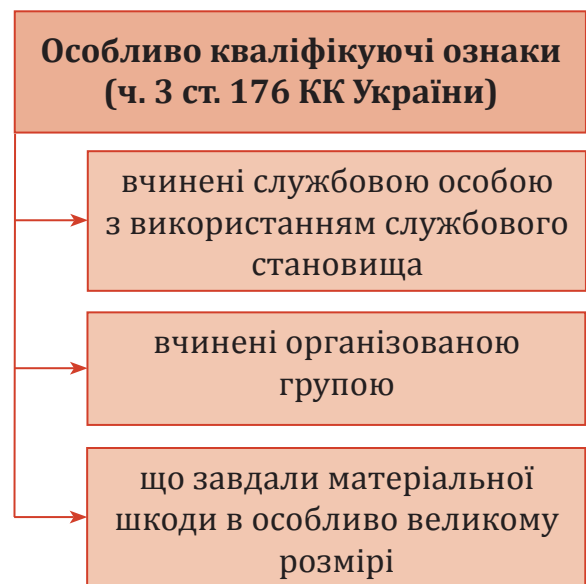 Особливо кваліфікуючі ознаки
(ч. 3 ст. 176 КК України)
вчинені службовою особою
з використанням службового
становища
вчинені організованою
групою
що завдали матеріальної
шкоди в особливо великому
розмірі